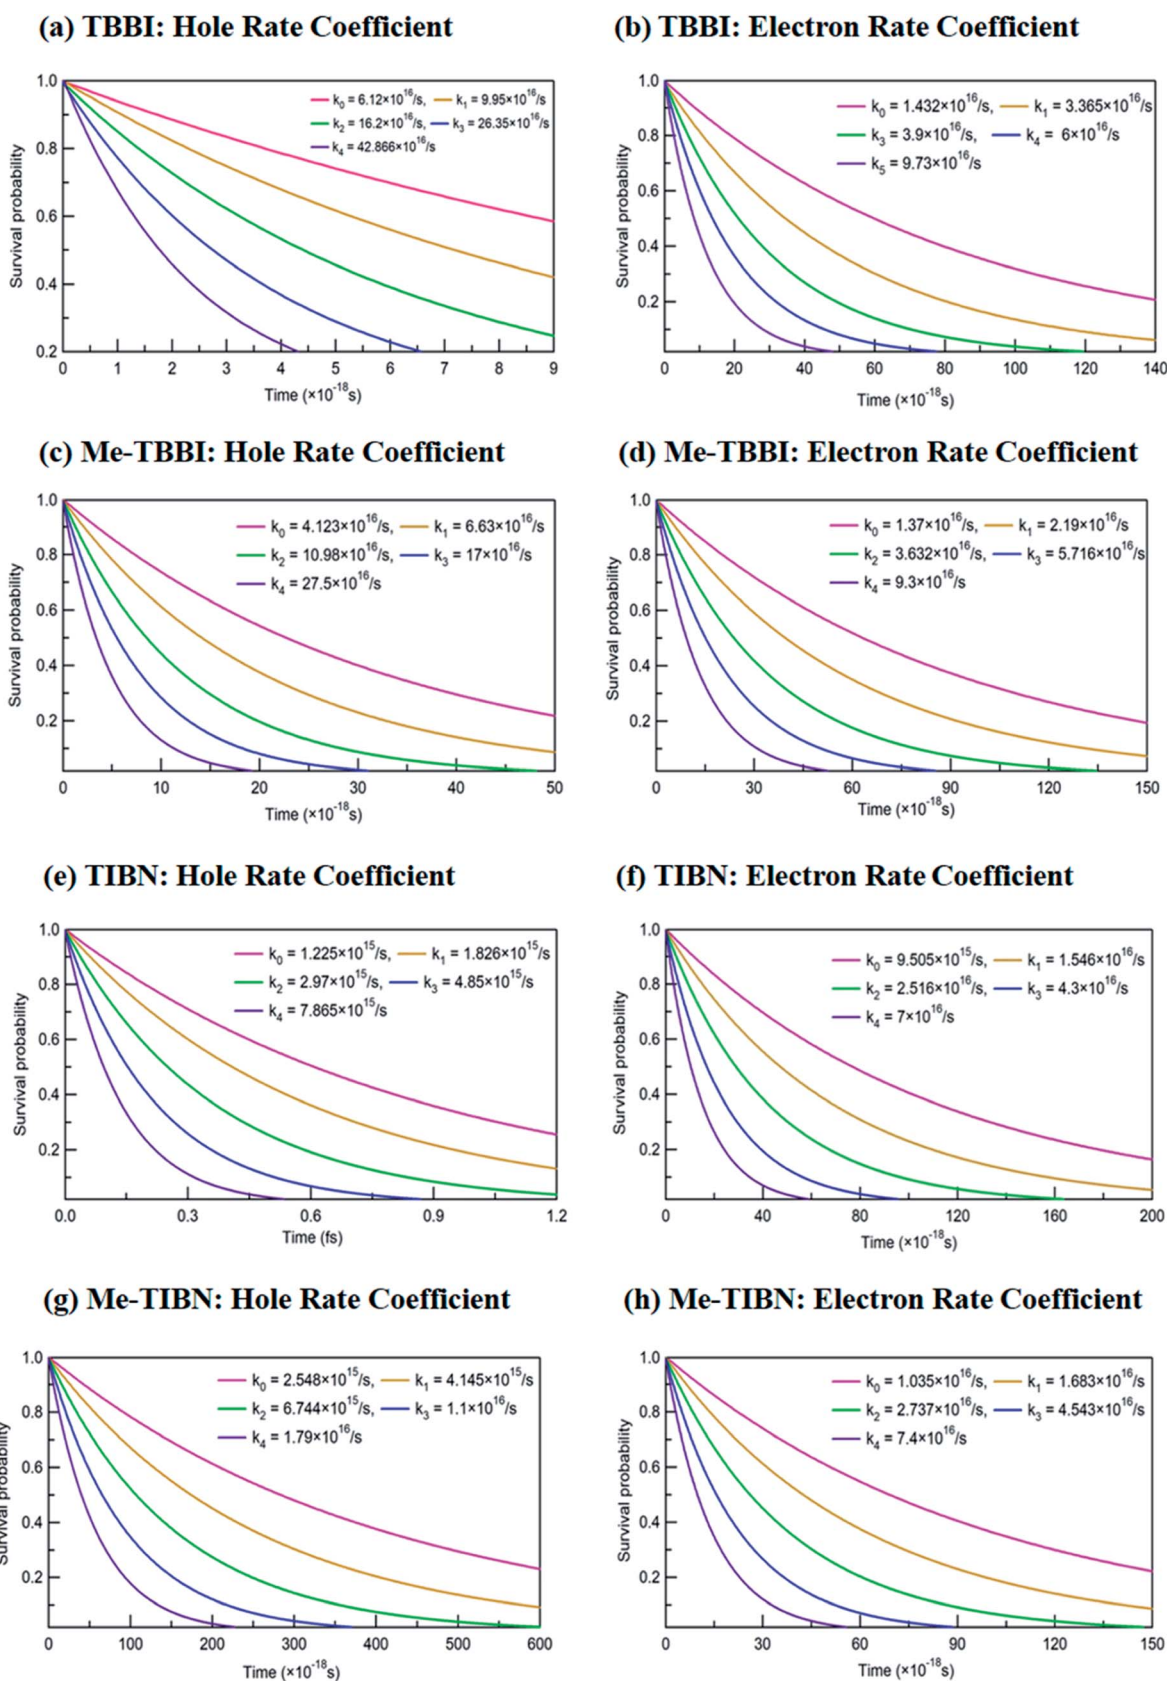 (a) TBBI: Hole Rate Coefficient
k0 = 6.12×10^16/s, k1 = 9.95×10^16/s
k2 = 16.2×10^16/s, k3 = 26.35×10^16/s
k4 = 42.866×10^16/s
Survival probability
1.0
0.8
0.6
0.4
0.2
0 1 2 3 4 5 6 7 8 9
Time (×10^-18s)
(b) TBBI: Electron Rate Coefficient
k0 = 1.432×10^16/s, k1 = 3.365×10^16/s
k3 = 3.9×10^16/s, k4 = 6×10^16/s
k5 = 9.73×10^16/s
Survival probability
1.0
0.8
0.6
0.4
0.2
0 20 40 60 80 100 120 140
Time (×10^-18s)
(c) Me-TBBI: Hole Rate Coefficient
k0 = 4.123×10^16/s, k1 = 6.63×10^16/s
k2 = 10.98×10^16/s, k3 = 17×10^16/s
k4 = 27.5×10^16/s
Survival probability
1.0
0.8
0.6
0.4
0.2
0 10 20 30 40 50
Time (×10^-18s)
(d) Me-TBBI: Electron Rate Coefficient
k0 = 1.37×10^16/s, k1 = 2.19×10^16/s
k2 = 3.632×10^16/s, k3 = 5.716×10^16/s
k4 = 9.3×10^16/s
Survival probability
1.0
0.8
0.6
0.4
0.2
0 30 60 90 120 150
Time (×10^-18s)
(e) TIBN: Hole Rate Coefficient
k0 = 1.225×10^15/s, k1 = 1.826×10^15/s
k2 = 2.97×10^15/s, k3 = 4.85×10^15/s
k4 = 7.865×10^15/s
Survival probability
1.0
0.8
0.6
0.4
0.2
0.0 0.3 0.6 0.9 1.2
Time (fs)
(f) TIBN: Electron Rate Coefficient
k0 = 9.505×10^15/s, k1 = 1.546×10^16/s
k2 = 2.516×10^16/s, k3 = 4.3×10^16/s
k4 = 7×10^16/s
Survival probability
1.0
0.8
0.6
0.4
0.2
0 40 80 120 160 200
Time (×10^-18s)
(g) Me-TIBN: Hole Rate Coefficient
k0 = 2.548×10^15/s, k1 = 4.145×10^15/s
k2 = 6.744×10^15/s, k3 = 1.1×10^16/s
k4 = 1.79×10^16/s
Survival probability
1.0
0.8
0.6
0.4
0.2
0 100 200 300 400 500 600
Time (×10^-18s)
(h) Me-TIBN: Electron Rate Coefficient
k0 = 1.035×10^16/s, k1 = 1.683×10^16/s
k2 = 2.737×10^16/s, k3 = 4.543×10^16/s
k4 = 7.4×10^16/s
Survival probability
1.0
0.8
0.6
0.4
0.2
0 30 60 90 120 150
Time (×10^-18s)